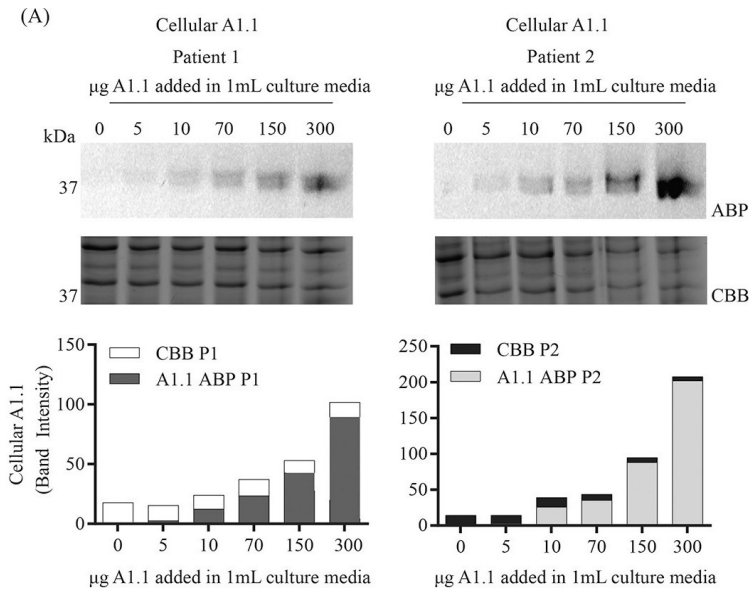 (A)
Cellular A1.1
Patient 1
μg A1.1 added in 1mL culture media
0 5 10 70 150 300
kDa
37
37
Cellular A1.1
Patient 2
μg A1.1 added in 1mL culture media
0 5 10 70 150 300
ABP
CBB
150
100
50
0
Cellular A1.1
(Band Intensity)
CBB P1
A1.1 ABP P1
0 5 10 70 150 300
μg A1.1 added in 1mL culture media
250
200
150
100
50
0
CBB P2
A1.1 ABP P2
0 5 10 70 150 300
μg A1.1 added in 1mL culture media